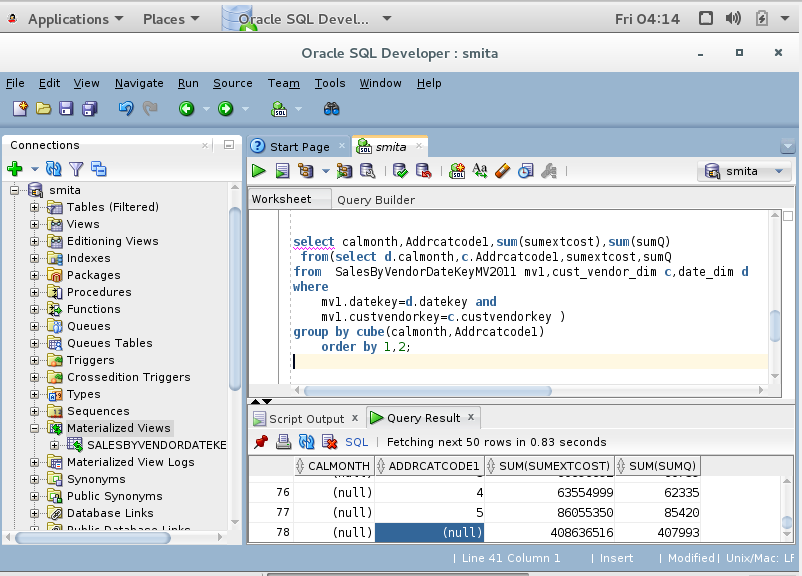 Applications Places Oracle SQL Devel... Fri 04:14
Oracle SQL Developer : smita
File Edit View Navigate Run Source Team Tools Window Help
Connections
smita
Tables (Filtered)
Views
Editioning Views
Indexes
Packages
Procedures
Functions
Queues
Queues Tables
Triggers
Crossedition Triggers
Types
Sequences
Materialized Views
SALESBYVENDORDATEKE
Materialized View Logs
Synonyms
Public Synonyms
Database Links
Public Database Links
Start Page smita
smita
Worksheet Query Builder
select calmonth,Addrcatcode1,sum(sumextcost),sum(sumQ)
from(select d.calmonth,c.Addrcatcode1,sumextcost,sumQ
from SalesByVendorDateKeyMV2011 mv1,cust_vendor_dim c,date_dim d
where
mv1.datekey=d.datekey and
mv1.custvendorkey=c.custvendorkey )
group by cube(calmonth,Addrcatcode1)
order by 1,2;
Script Output x Query Result x
SQL | Fetching next 50 rows in 0.83 seconds
CALMONTH ADDRCATCODE1 SUM(SUMEXTCOST) SUM(SUMQ)
76 (null) 4 63554999 62335
77 (null) 5 86055350 85420
78 (null) (null) 408636516 407993
| Line 41 Column 1 | Insert | Modified | Unix/Mac: LF